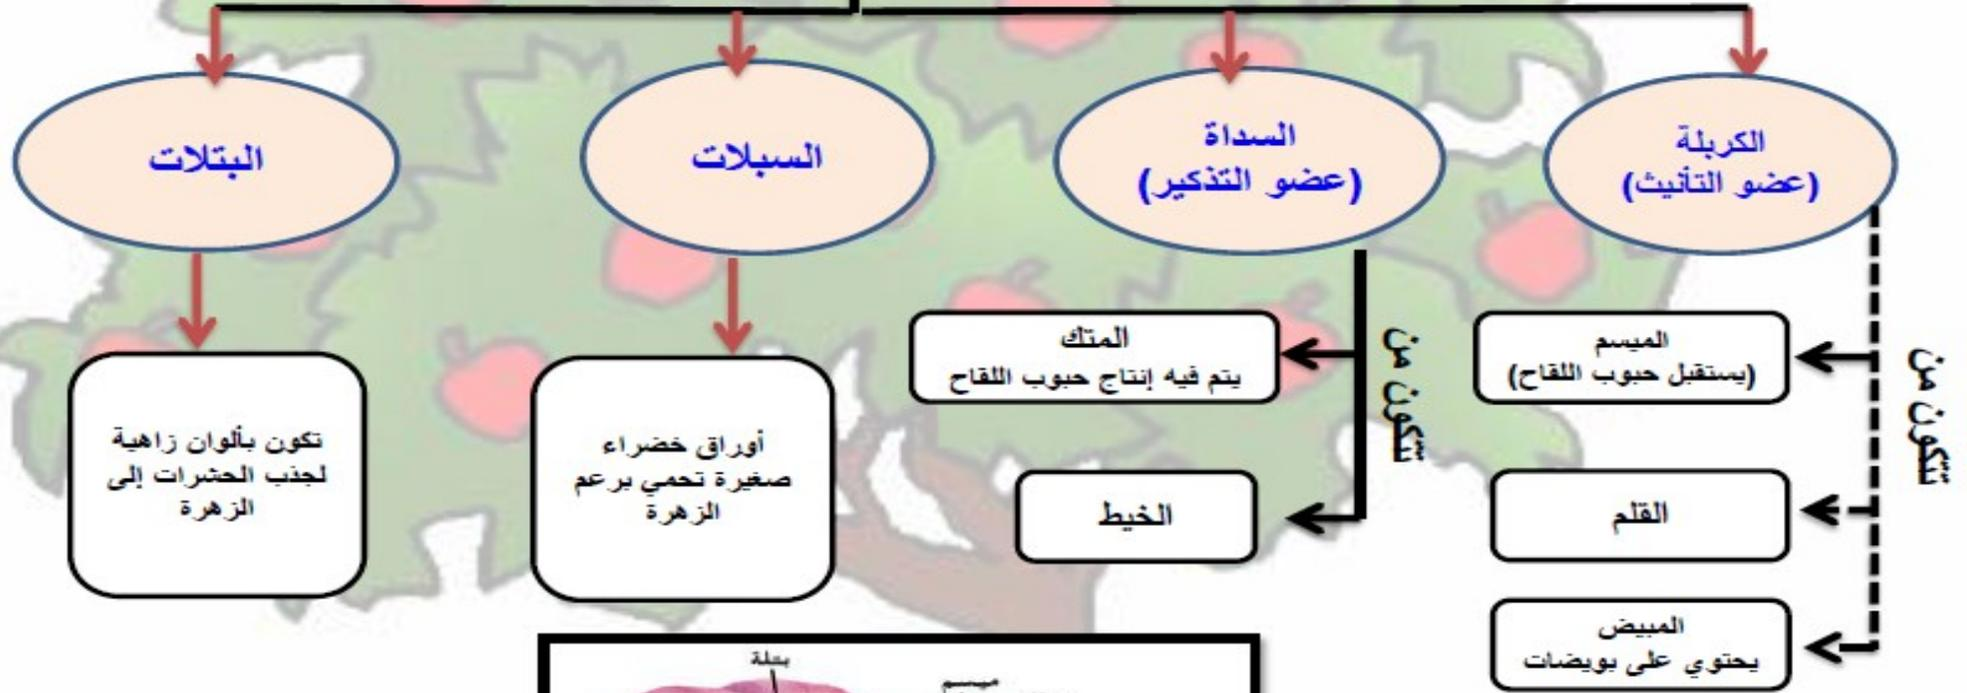 الكربلة
(عضو التأنيث)
السداة
(عضو التذكير)
السبلات
البتلات
تتكون من
الميسم
(يستقبل حبوب اللقاح)
القلم
المبيض
يحتوي على بويضات
تتكون من
المتك
يتم فيه إنتاج حبوب اللقاح
الخيط
أوراق خضراء
صغيرة تحمي برعم
الزهرة
تكون بألوان زاهية
لجذب الحشرات إلى
الزهرة
بتلة
ميسم